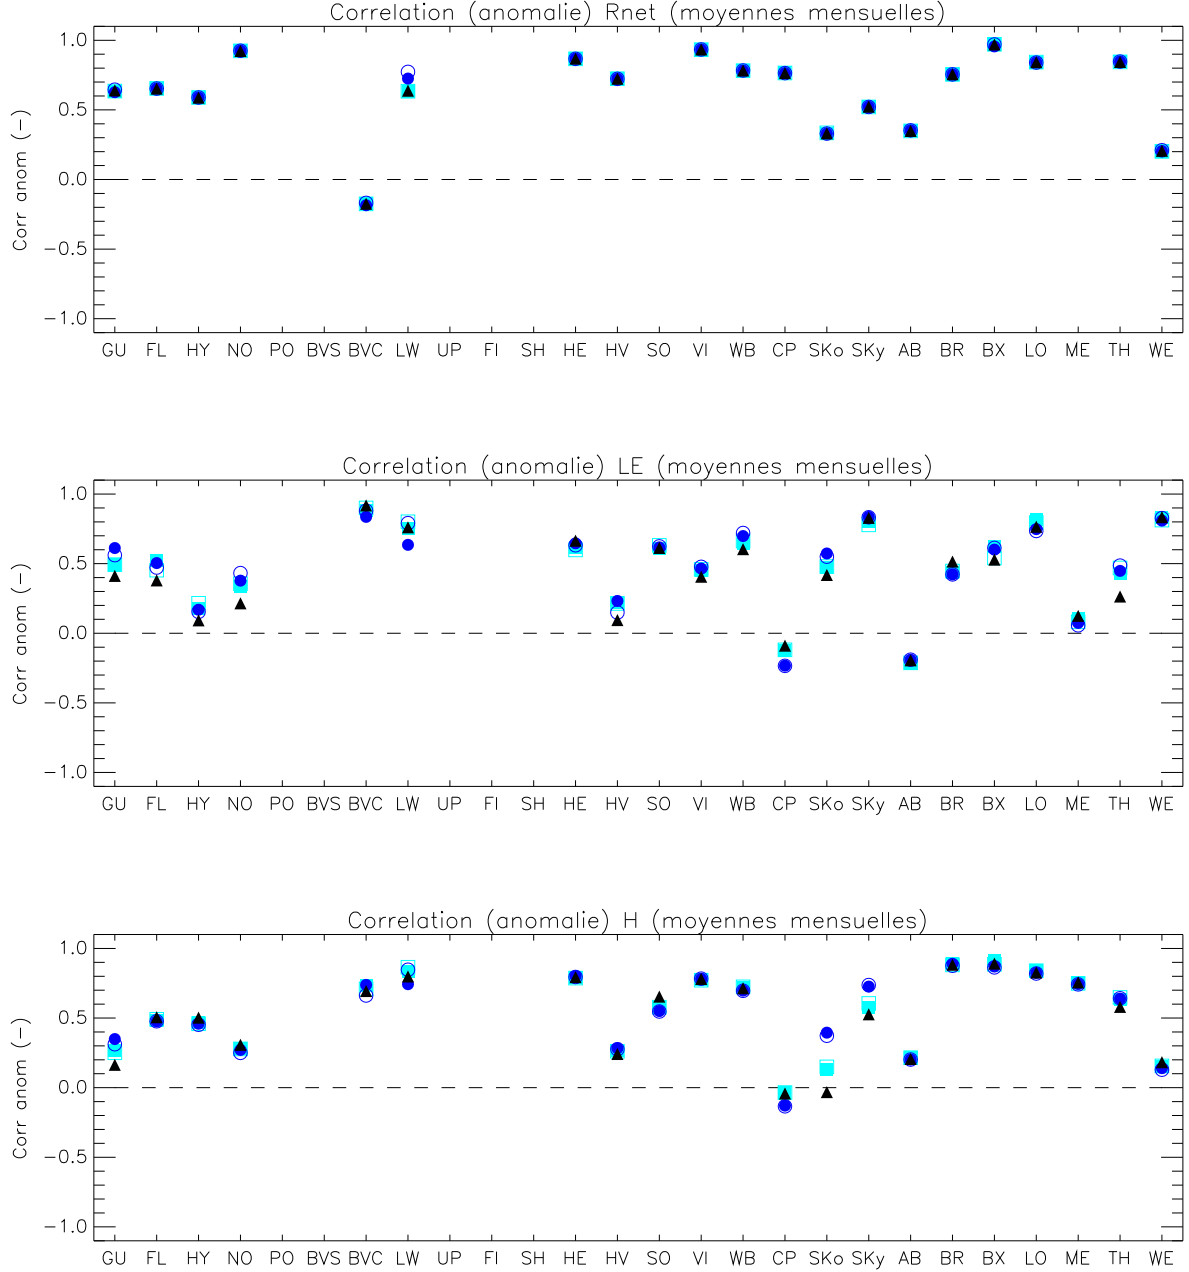 Correlation (anomalie) Rnet (moyennes mensuelles)
1.0
0.5
0.0
−0.5
−1.0
Corr anom (−)
GU FL HY NO PO BVS BVC LW UP FI SH HE HV SO VI WB CP SKo SKy AB BR BX LO ME TH WE
Correlation (anomalie) LE (moyennes mensuelles)
1.0
0.5
0.0
−0.5
−1.0
Corr anom (−)
GU FL HY NO PO BVS BVC LW UP FI SH HE HV SO VI WB CP SKo SKy AB BR BX LO ME TH WE
Correlation (anomalie) H (moyennes mensuelles)
1.0
0.5
0.0
−0.5
−1.0
Corr anom (−)
GU FL HY NO PO BVS BVC LW UP FI SH HE HV SO VI WB CP SKo SKy AB BR BX LO ME TH WE